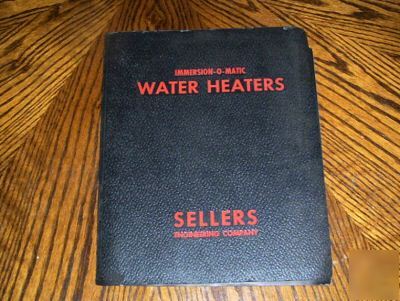 IMMERSION-O-MATIC
WATER HEATERS
SELLERS
ENGINEERING COMPANY